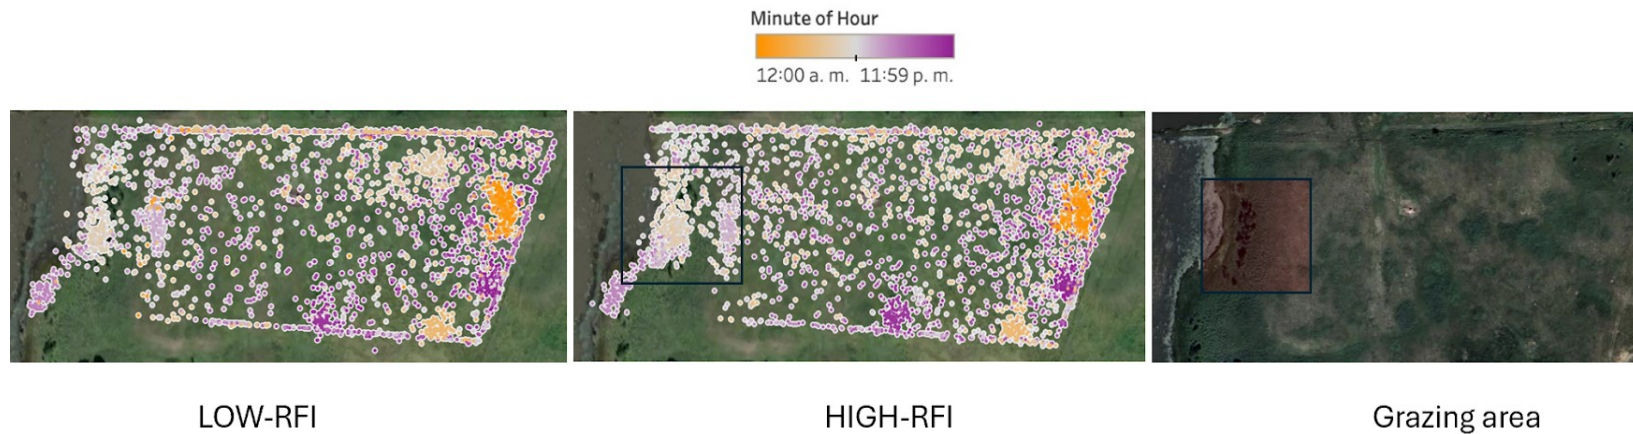 Minute of Hour
12:00 a. m. 11:59 p. m.
LOW-RFI
HIGH-RFI
Grazing area